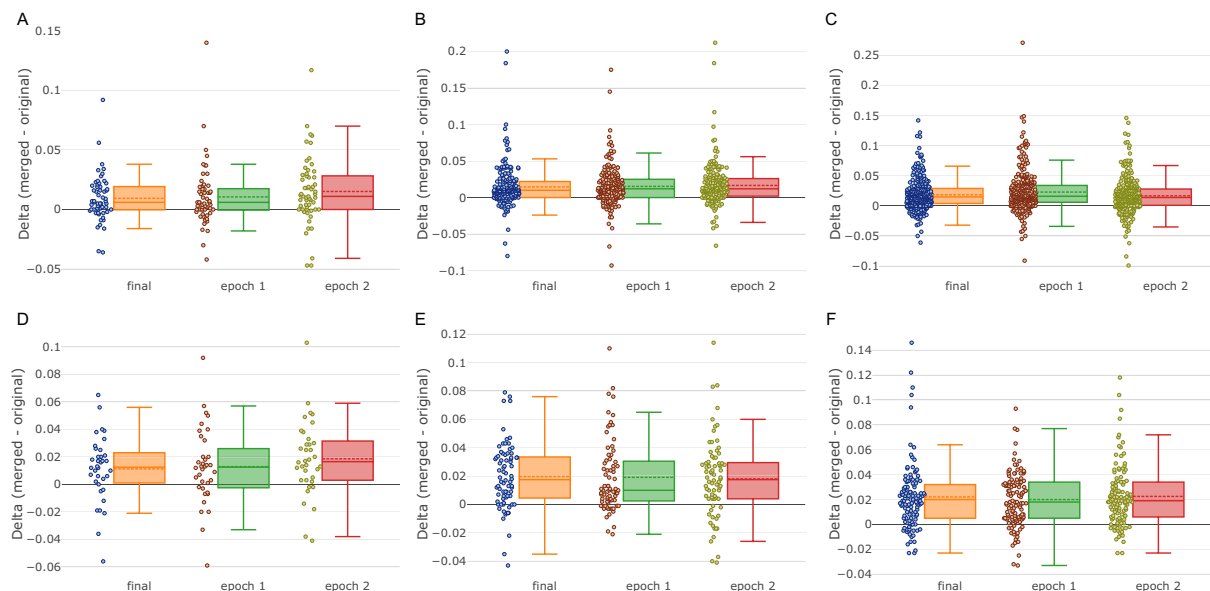 A
Delta (merged - original)
0.15
0.1
0.05
0
−0.05
final
epoch 1
epoch 2
B
Delta (merged - original)
0.2
0.15
0.1
0.05
0
−0.05
−0.1
final
epoch 1
epoch 2
C
Delta (merged - original)
0.25
0.2
0.15
0.1
0.05
0
−0.05
−0.1
final
epoch 1
epoch 2
D
Delta (merged - original)
0.1
0.08
0.06
0.04
0.02
0
−0.02
−0.04
−0.06
final
epoch 1
epoch 2
E
Delta (merged - original)
0.12
0.1
0.08
0.06
0.04
0.02
0
−0.02
−0.04
final
epoch 1
epoch 2
F
Delta (merged - original)
0.14
0.12
0.1
0.08
0.06
0.04
0.02
0
−0.02
−0.04
final
epoch 1
epoch 2